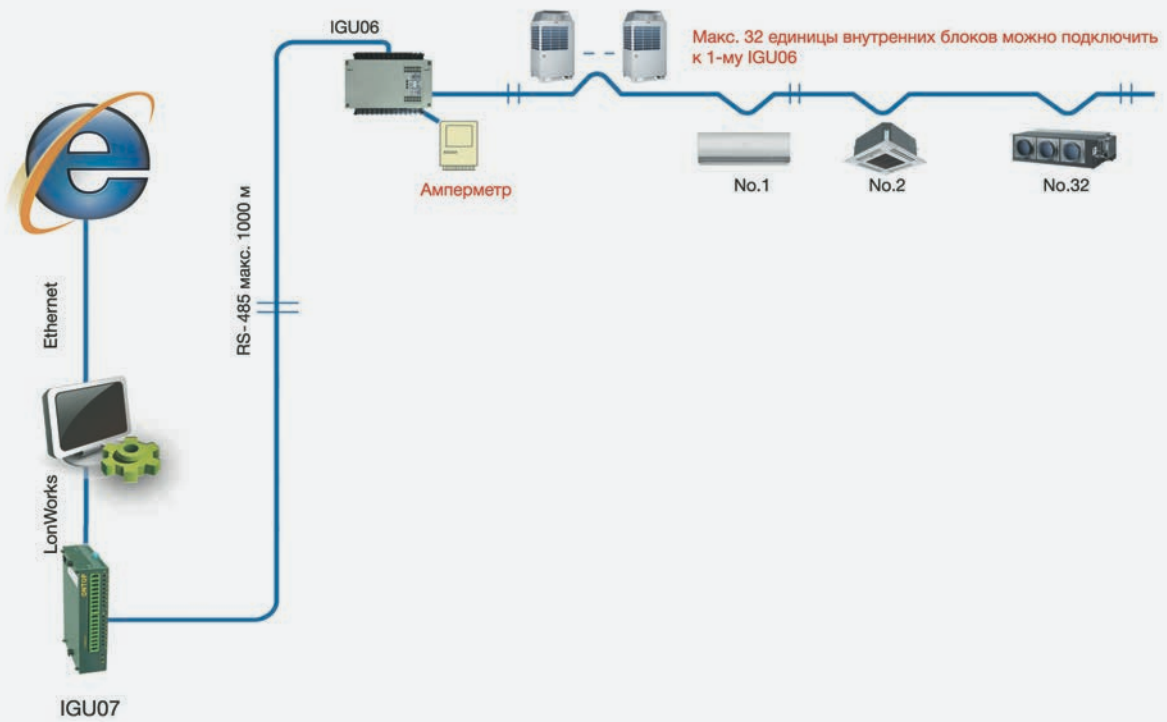 IGU06
Макс. 32 единицы внутренних блоков можно подключить
к 1-му IGU06
No.1
No.2
No.32
Амперметр
RS-485 макс. 1000 м
Ethernet
LonWorks
ONTOP
IGU07